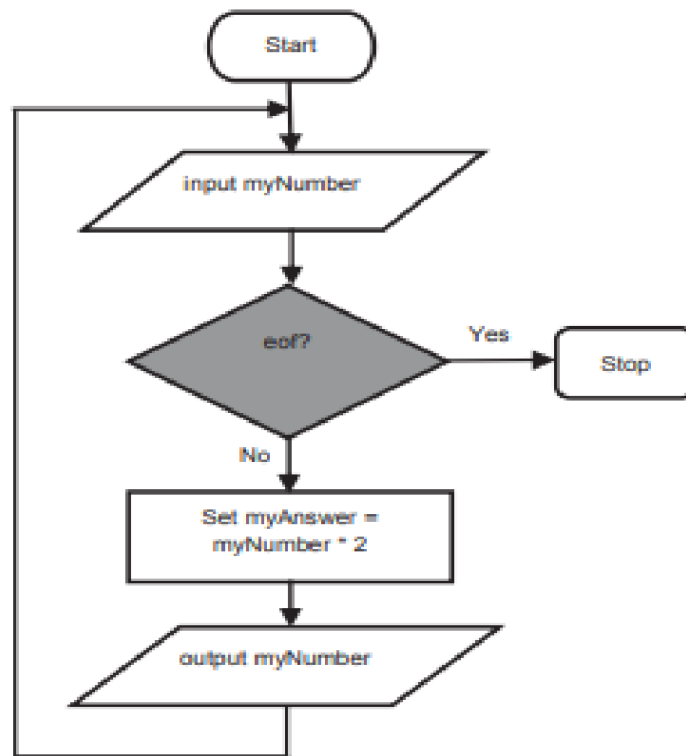 Start
input myNumber
eof?
Yes
Stop
No
Set myAnswer =
myNumber * 2
output myNumber